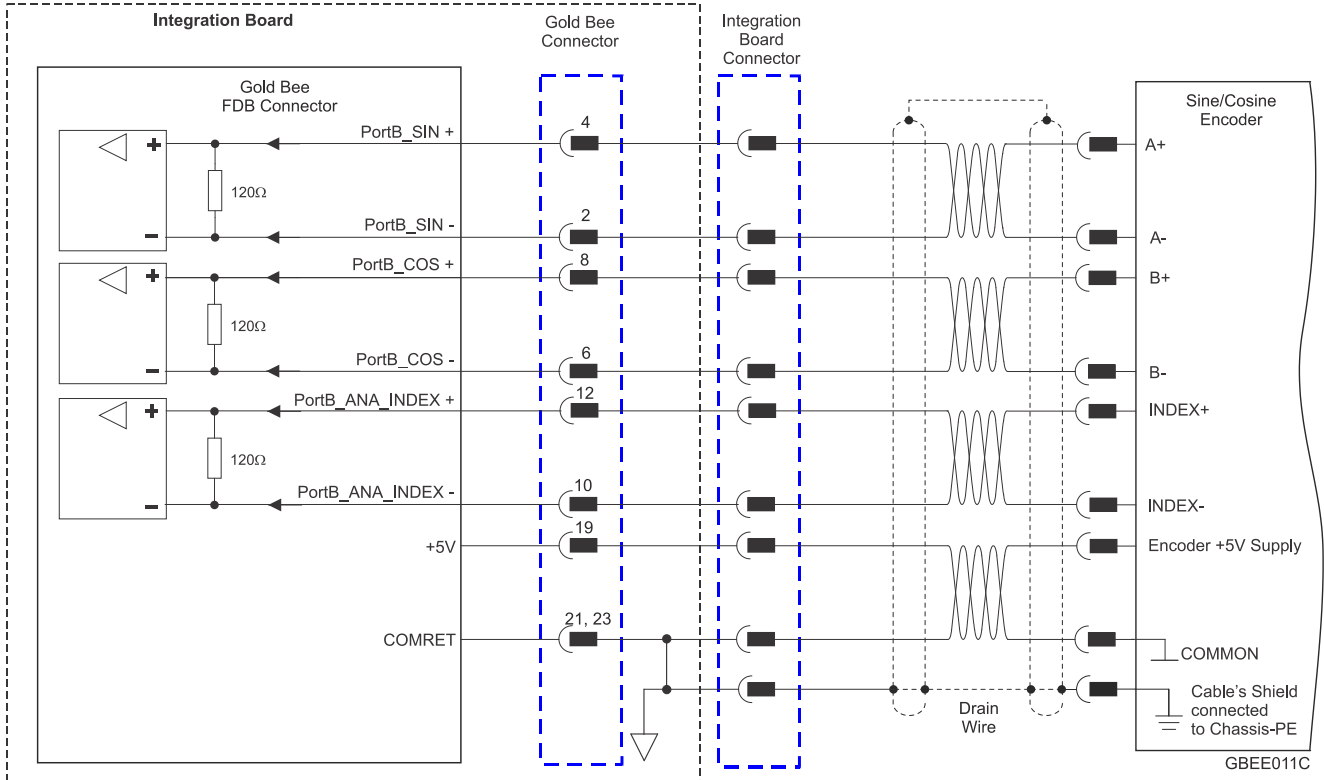 Integration Board
Gold Bee
Connector
Integration
Board
Connector
Gold Bee
FDB Connector
Sine/Cosine
Encoder
PortB_SIN +
4
A+
+
120Ω
PortB_SIN -
2
A-
−
PortB_COS +
8
B+
+
120Ω
PortB_COS -
6
B-
−
PortB_ANA_INDEX +
12
INDEX+
+
120Ω
PortB_ANA_INDEX -
10
INDEX-
−
+5V
19
Encoder +5V Supply
COMRET
21, 23
COMMON
Drain
Wire
Cable's Shield
connected
to Chassis-PE
GBEE011C